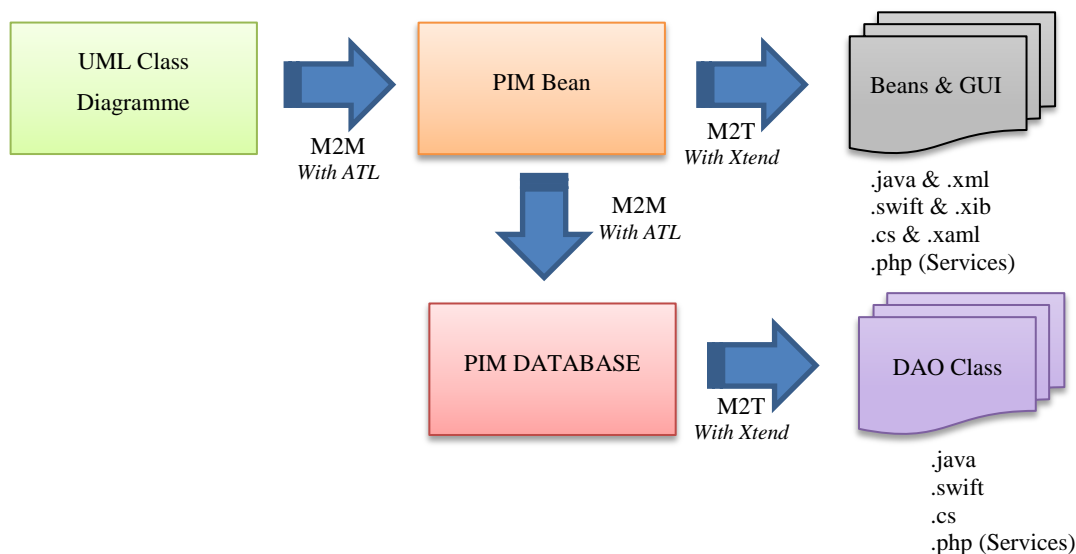 UML Class
Diagramme
M2M
With ATL
PIM Bean
M2T
With Xtend
Beans & GUI
.java & .xml
.swift & .xib
.cs & .xaml
.php (Services)
M2M
With ATL
PIM DATABASE
M2T
With Xtend
DAO Class
.java
.swift
.cs
.php (Services)